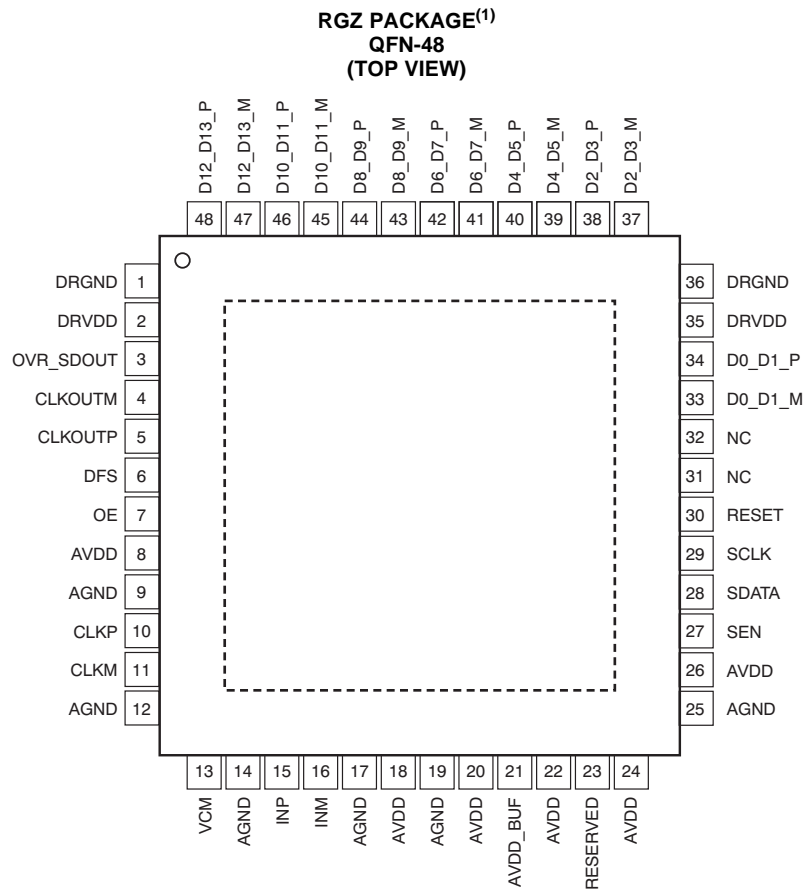 RGZ PACKAGE(1)
QFN-48
(TOP VIEW)
D12_D13_P
D12_D13_M
D10_D11_P
D10_D11_M
D8_D9_P
D8_D9_M
D6_D7_P
D6_D7_M
D4_D5_P
D4_D5_M
D2_D3_P
D2_D3_M
48 47 46 45 44 43 42 41 40 39 38 37
DRGND 1
DRVDD 2
OVR_SDOUT 3
CLKOUTM 4
CLKOUTP 5
DFS 6
OE 7
AVDD 8
AGND 9
CLKP 10
CLKM 11
AGND 12
36 DRGND
35 DRVDD
34 D0_D1_P
33 D0_D1_M
32 NC
31 NC
30 RESET
29 SCLK
28 SDATA
27 SEN
26 AVDD
25 AGND
13 14 15 16 17 18 19 20 21 22 23 24
VCM
AGND
INP
INM
AGND
AVDD
AGND
AVDD
AVDD_BUF
AVDD
RESERVED
AVDD